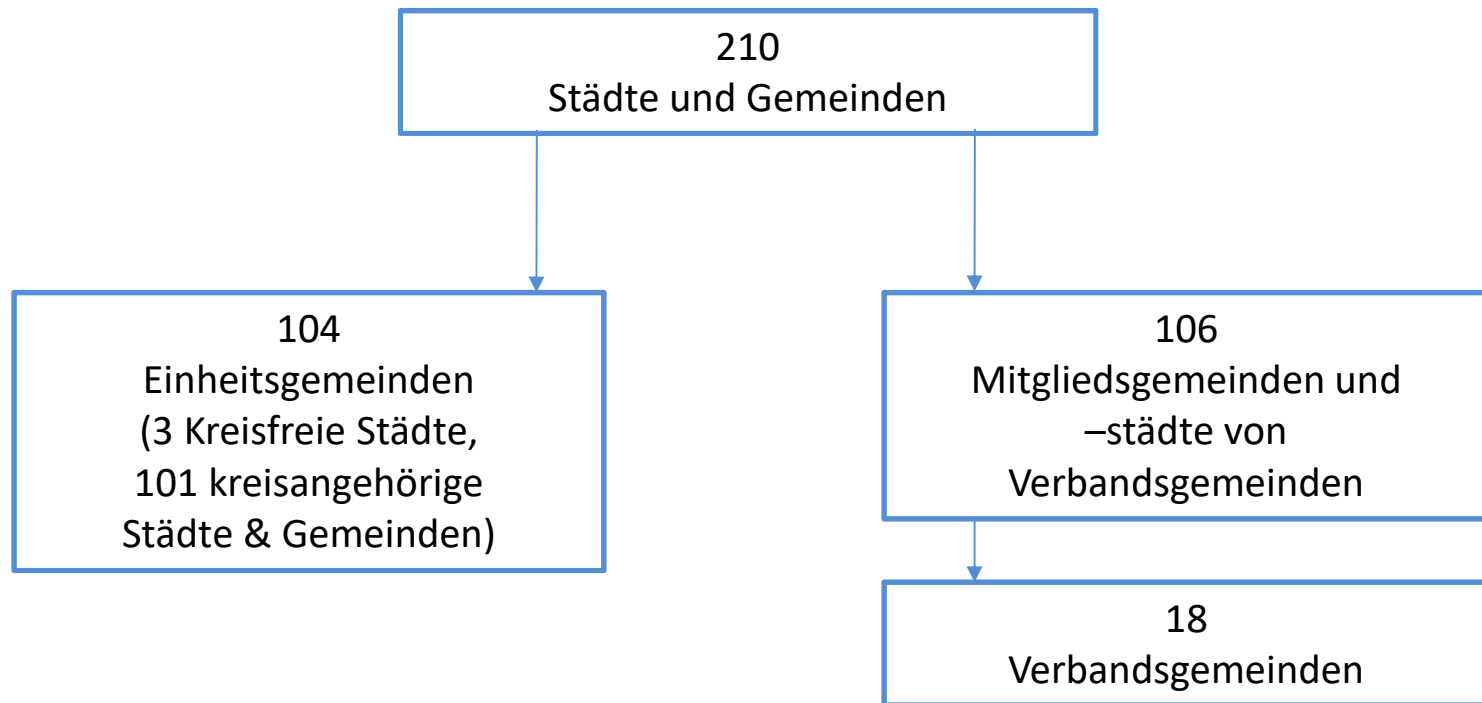 210
Städte und Gemeinden
104
Einheitsgemeinden
(3 Kreisfreie Städte,
101 kreisangehörige
Städte & Gemeinden)
106
Mitgliedsgemeinden und
–städte von
Verbandsgemeinden
18
Verbandsgemeinden